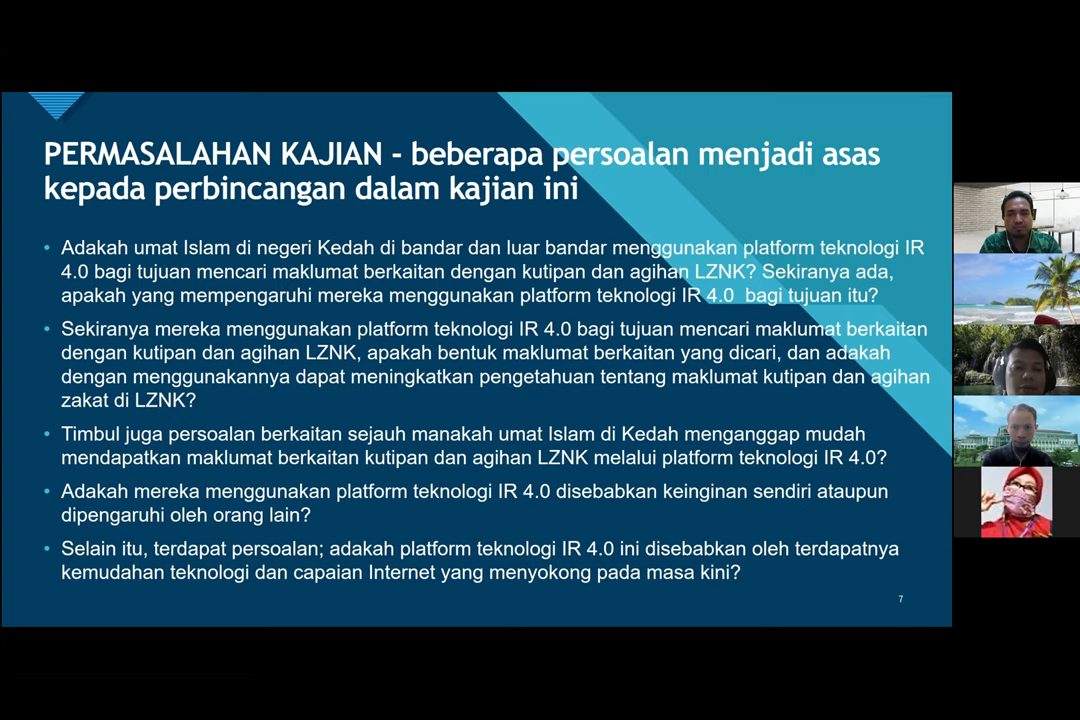 PERMASALAHAN KAJIAN - beberapa persoalan menjadi asas
kepada perbincangan dalam kajian ini
• Adakah umat Islam di negeri Kedah di bandar dan luar bandar menggunakan platform teknologi IR
4.0 bagi tujuan mencari maklumat berkaitan dengan kutipan dan agihan LZNK? Sekiranya ada,
apakah yang mempengaruhi mereka menggunakan platform teknologi IR 4.0 bagi tujuan itu?
• Sekiranya mereka menggunakan platform teknologi IR 4.0 bagi tujuan mencari maklumat berkaitan
dengan kutipan dan agihan LZNK, apakah bentuk maklumat berkaitan yang dicari, dan adakah
dengan menggunakannya dapat meningkatkan pengetahuan tentang maklumat kutipan dan agihan
zakat di LZNK?
• Timbul juga persoalan berkaitan sejauh manakah umat Islam di Kedah menganggap mudah
mendapatkan maklumat berkaitan kutipan dan agihan LZNK melalui platform teknologi IR 4.0?
• Adakah mereka menggunakan platform teknologi IR 4.0 disebabkan keinginan sendiri ataupun
dipengaruhi oleh orang lain?
• Selain itu, terdapat persoalan; adakah platform teknologi IR 4.0 ini disebabkan oleh terdapatnya
kemudahan teknologi dan capaian Internet yang menyokong pada masa kini?
7